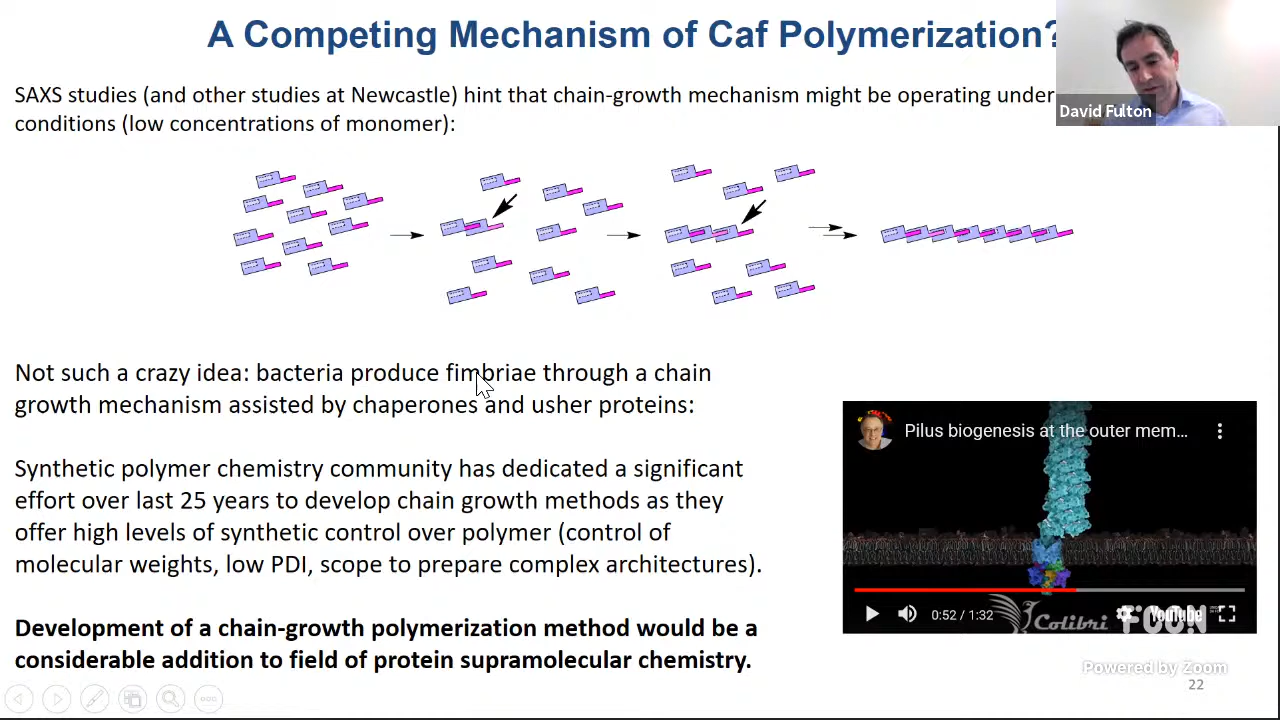 A Competing Mechanism of Caf Polymerization?
David Fulton
SAXS studies (and other studies at Newcastle) hint that chain-growth mechanism might be operating under
conditions (low concentrations of monomer):
Not such a crazy idea: bacteria produce fimbriae through a chain
growth mechanism assisted by chaperones and usher proteins:
Synthetic polymer chemistry community has dedicated a significant
effort over last 25 years to develop chain growth methods as they
offer high levels of synthetic control over polymer (control of
molecular weights, low PDI, scope to prepare complex architectures).
Development of a chain-growth polymerization method would be a
considerable addition to field of protein supramolecular chemistry.
Pilus biogenesis at the outer mem...
0:52 / 1:32
YouTube
Colibri
Powered by Zoom
22